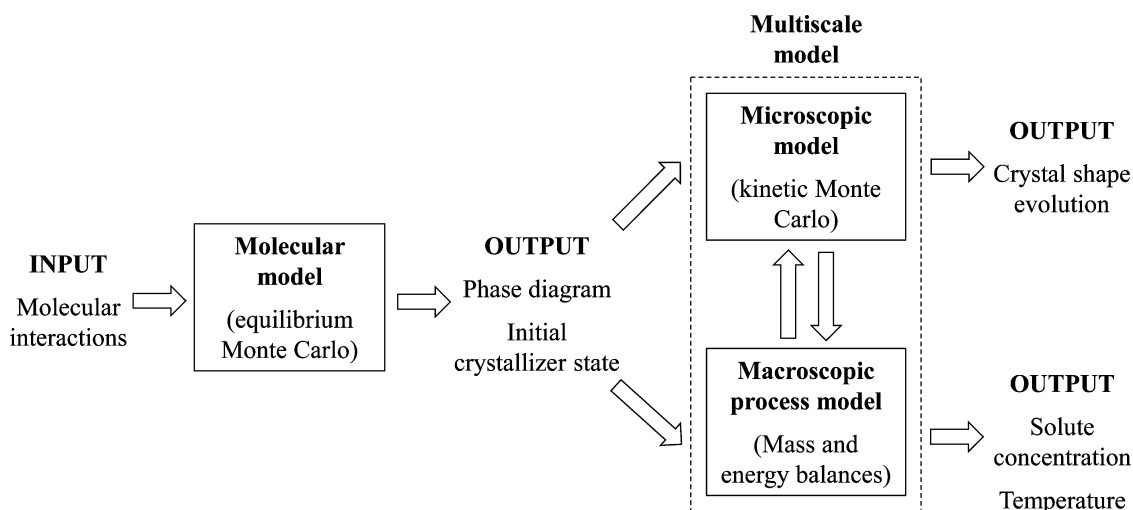 INPUT
Molecular
interactions
Molecular
model
(equilibrium
Monte Carlo)
OUTPUT
Phase diagram
Initial
crystallizer state
Multiscale
model
Microscopic
model
(kinetic Monte
Carlo)
Macroscopic
process model
(Mass and
energy balances)
OUTPUT
Crystal shape
evolution
OUTPUT
Solute
concentration
Temperature